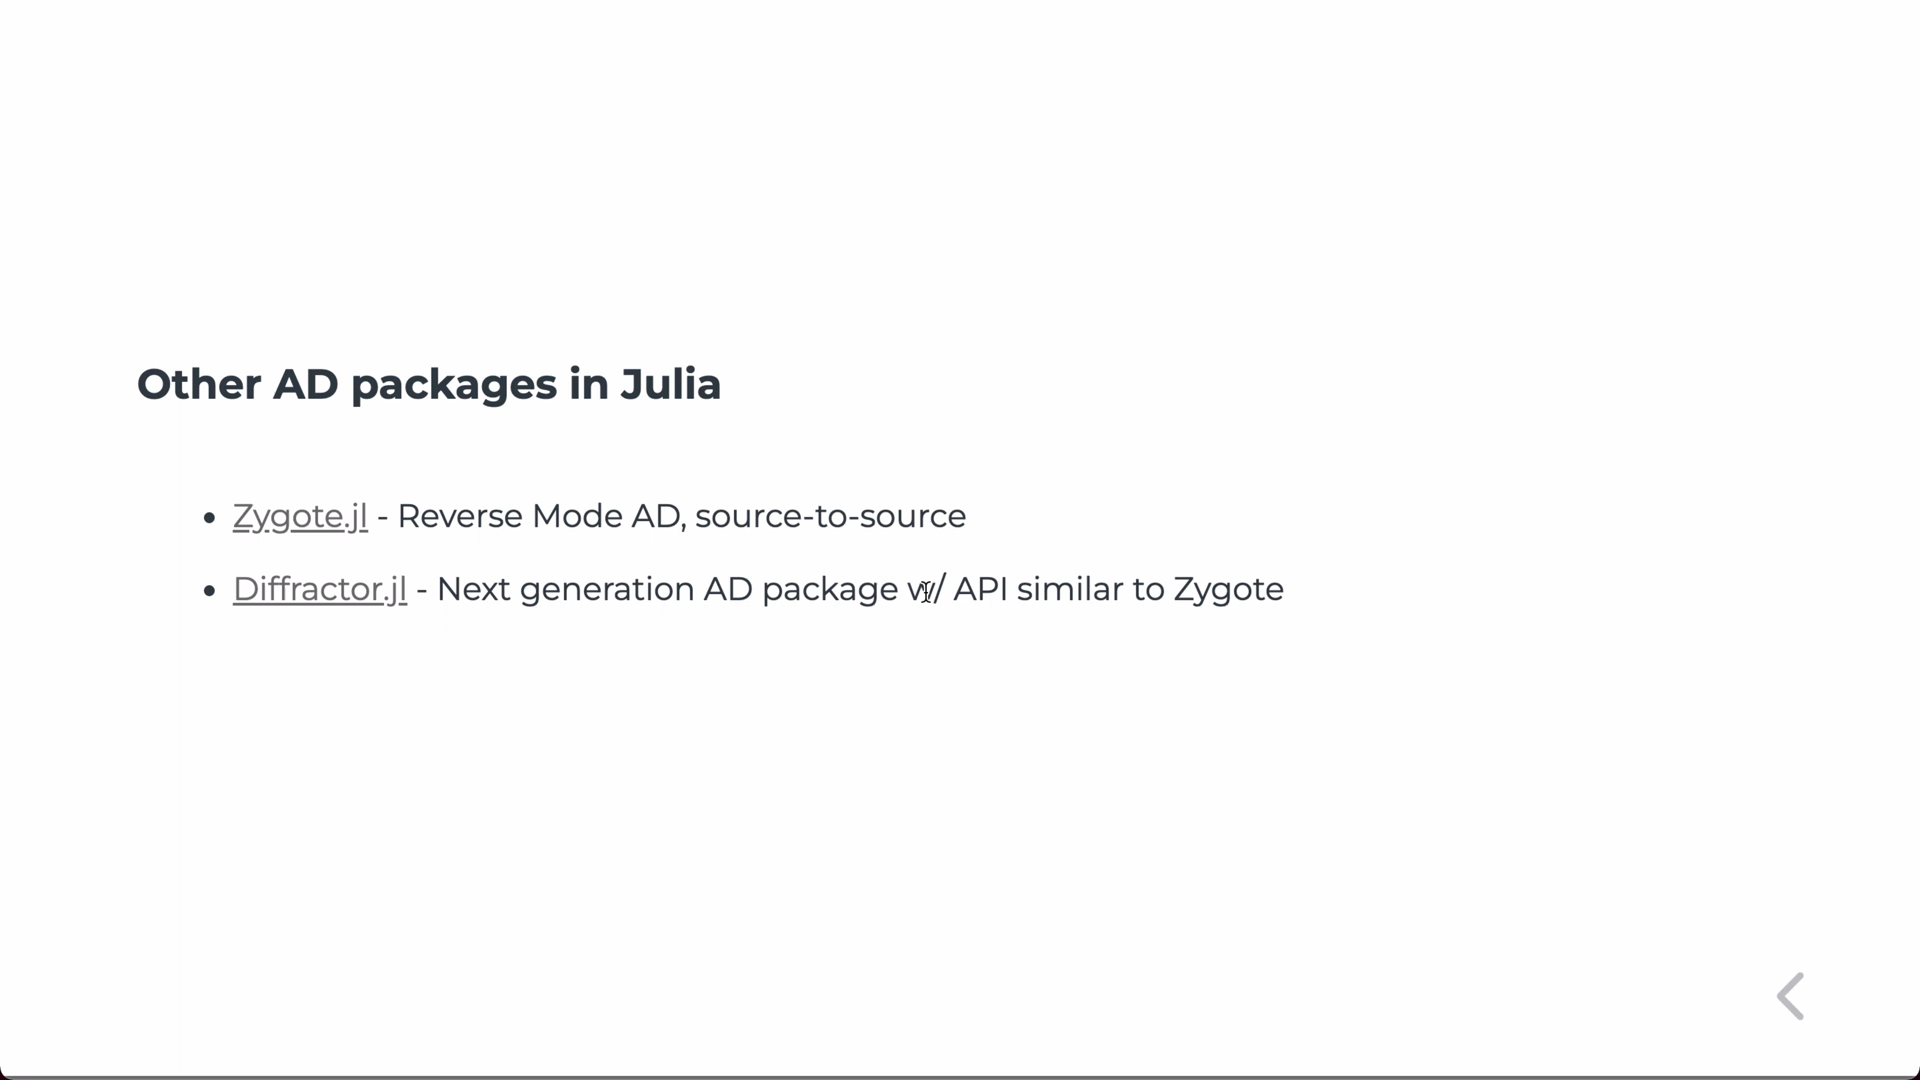 Other AD packages in Julia
Zygote.jl - Reverse Mode AD, source-to-source
Diffractor.jl - Next generation AD package w/ API similar to Zygote